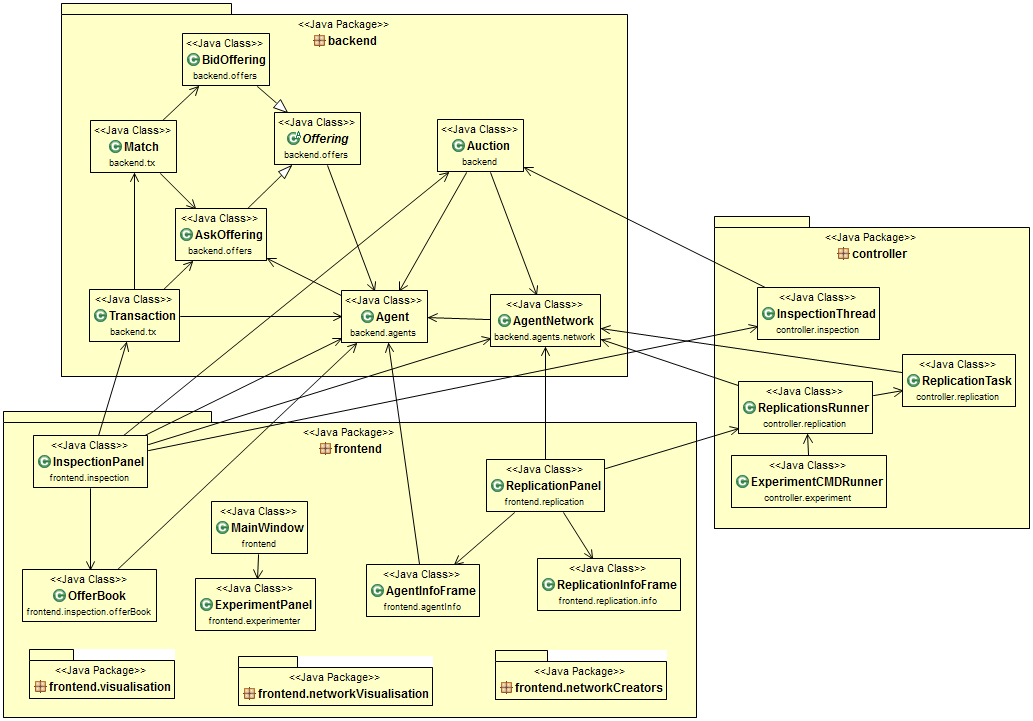 <<Java Package>>
backend
<<Java Class>>
BidOffering
backend.offers
<<Java Class>>
Offering
backend.offers
<<Java Class>>
Match
backend.tx
<<Java Class>>
Auction
backend
<<Java Class>>
AskOffering
backend.offers
<<Java Class>>
Transaction
backend.tx
<<Java Class>>
Agent
backend.agents
<<Java Class>>
AgentNetwork
backend.agents.network
<<Java Package>>
controller
<<Java Class>>
InspectionThread
controller.inspection
<<Java Class>>
ReplicationTask
controller.replication
<<Java Class>>
ReplicationsRunner
controller.replication
<<Java Class>>
ExperimentCMDRunner
controller.experiment
<<Java Package>>
frontend
<<Java Class>>
InspectionPanel
frontend.inspection
<<Java Class>>
ReplicationPanel
frontend.replication
<<Java Class>>
MainWindow
frontend
<<Java Class>>
OfferBook
frontend.inspection.offerBook
<<Java Class>>
ExperimentPanel
frontend.experimenter
<<Java Class>>
AgentInfoFrame
frontend.agentInfo
<<Java Class>>
ReplicationInfoFrame
frontend.replication.info
<<Java Package>>
frontend.visualisation
<<Java Package>>
frontend.networkVisualisation
<<Java Package>>
frontend.networkCreators